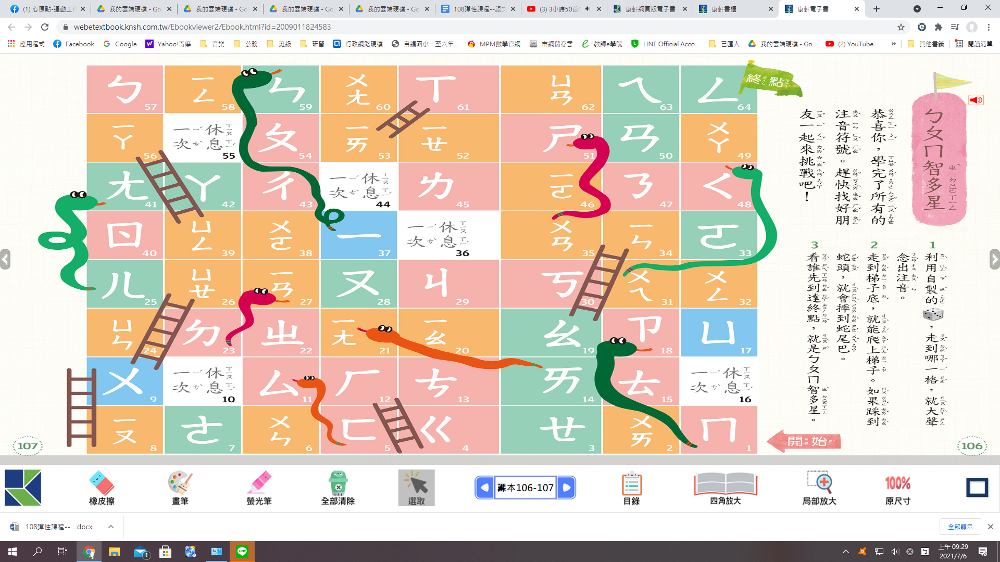 (1) 心原點-運動工作
我的雲端硬碟 - Go
我的雲端硬碟 - Go
我的雲端硬碟 - Go
我的雲端硬碟 - Go
108彈性課程--語文
(3) 3小時50首
康軒網頁版電子書
康軒書櫃
康軒電子書
webetextbook.knsh.com.tw/Ebookviewer2/Ebook.html?id=2009011824583
應用程式
Facebook
Google
Yahoo!奇摩
音樂
公務
班級
研習
行政網路硬碟
自編國小一至六年...
MPM數學官網
市網儲存雲
教師e學院
LINE Official Acco...
已匯入
我的雲端硬碟 - Go...
(2) YouTube
»
其他書籤
閱讀清單
ㄅㄆㄇ智多星
恭喜你，學完了所有的
注音符號。趕快找好朋
友一起來挑戰吧！
1 利用自製的，走到哪一格，就大聲
念出注音。
2 走到梯子底，就能爬上梯子。如果踩到
蛇頭，就會摔到蛇尾巴。
3 看誰先到達終點，就是ㄅㄆㄇ智多星。
終點
ㄅ 57
ㄧㄥ 58
ㄣ 59
ㄨㄤ 60
ㄒ 61
ㄩㄢ 62
ㄟ 63
ㄥ 64
ㄧㄚ 56
一次休息 55
ㄆ 54
ㄧㄞ 53
ㄧㄝ 52
ㄕ 51
ㄢ 50
ㄨㄚ 49
ㄤ 41
ㄚ 42
ㄔ 43
一次休息 44
ㄌ 45
ㄧㄛ 46
ㄋ 47
ㄑ 48
ㄖ 40
ㄩㄥ 39
ㄨㄛ 38
ㄧ 37
一次休息 36
ㄨㄢ 35
ㄧㄣ 34
ㄛ 33
ㄦ 25
ㄩㄝ 26
ㄧㄢ 27
ㄡ 28
ㄐ 29
ㄎ 30
ㄨㄟ 31
ㄨㄥ 32
ㄩㄣ 24
ㄉ 23
ㄓ 22
ㄧㄤ 21
ㄧㄠ 20
ㄠ 19
ㄗ 18
ㄩ 17
ㄨ 9
一次休息 10
ㄙ 11
ㄏ 12
ㄘ 13
ㄞ 14
ㄊ 15
一次休息 16
ㄧㄡ 8
ㄜ 7
ㄨㄣ 6
ㄈ 5
ㄍ 4
ㄝ 3
ㄨㄞ 2
ㄇ 1
開始
107
106
橡皮擦
畫筆
螢光筆
全部清除
選取
課本106-107
目錄
四角放大
局部放大
100%
原尺寸
108彈性課程--....docx
全部顯示
1
LINE
上午 09:29
2021/7/6